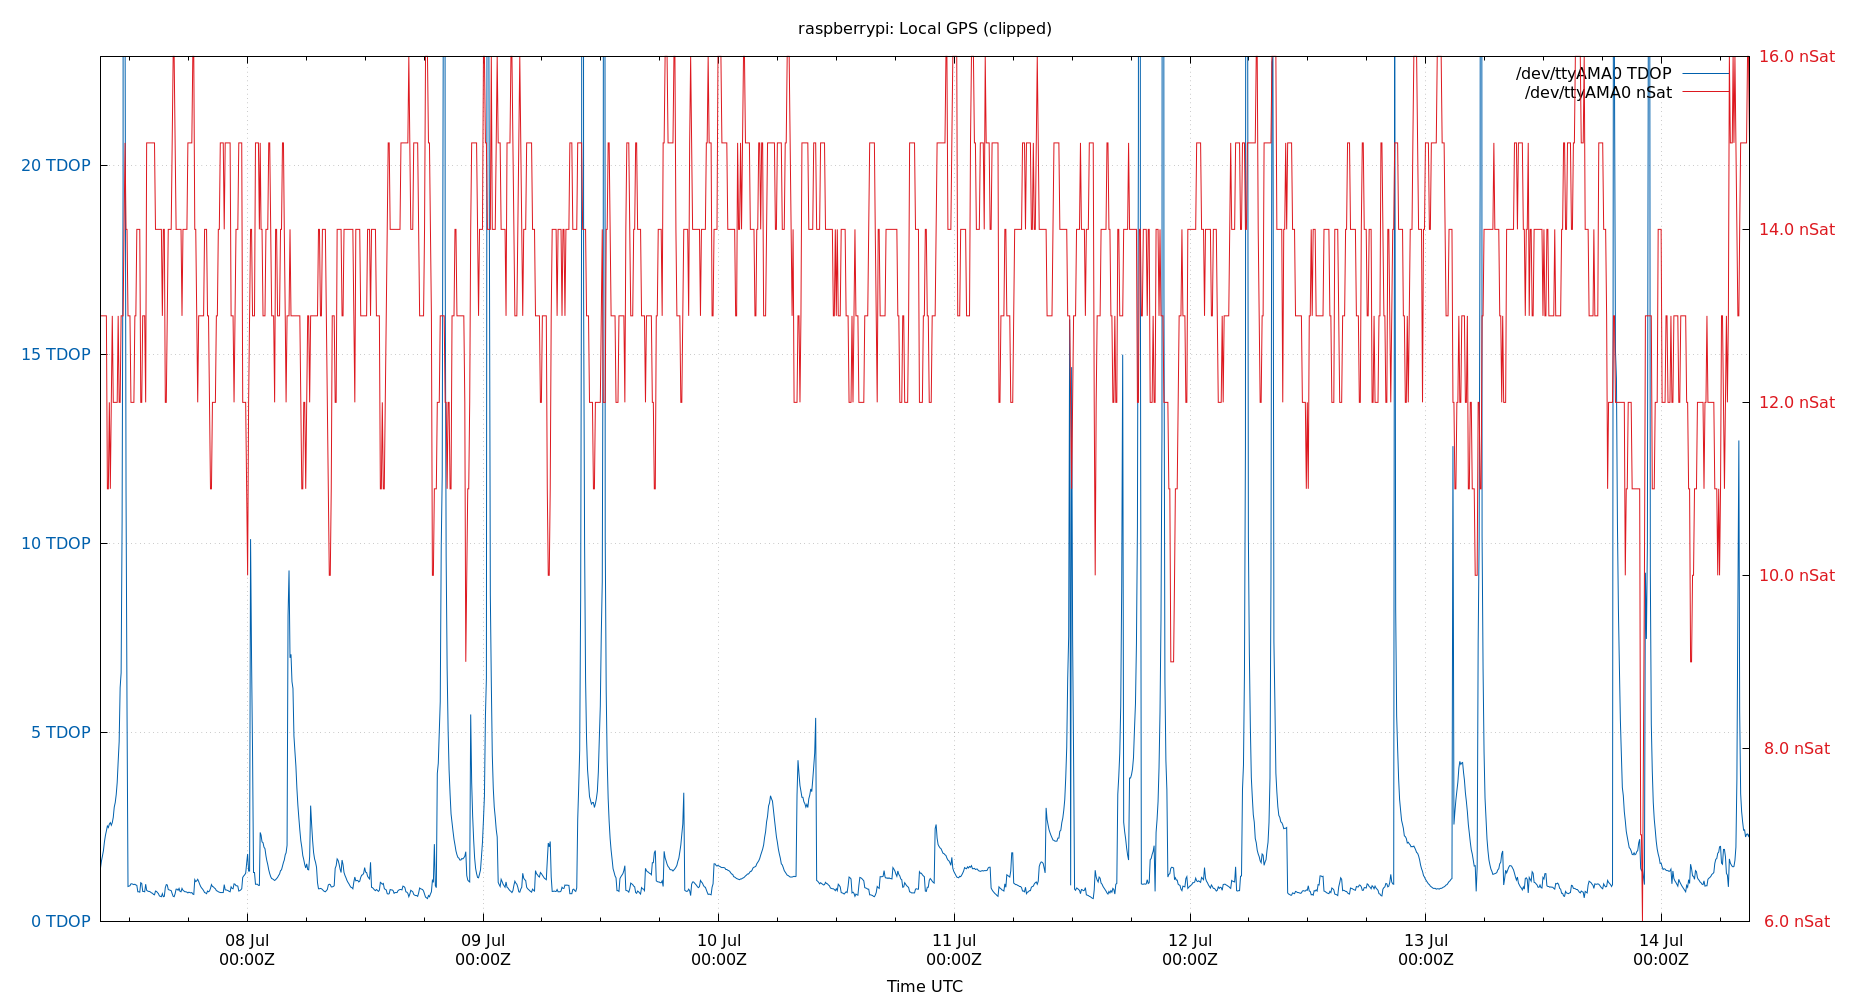 raspberrypi: Local GPS (clipped)
16.0 nSat
/dev/ttyAMA0 TDOP
/dev/ttyAMA0 nSat
20 TDOP
14.0 nSat
15 TDOP
12.0 nSat
10 TDOP
10.0 nSat
5 TDOP
8.0 nSat
0 TDOP
6.0 nSat
08 Jul 09 Jul 10 Jul 11 Jul 12 Jul 13 Jul 14 Jul
00:00Z 00:00Z 00:00Z 00:00Z 00:00Z 00:00Z 00:00Z
Time UTC